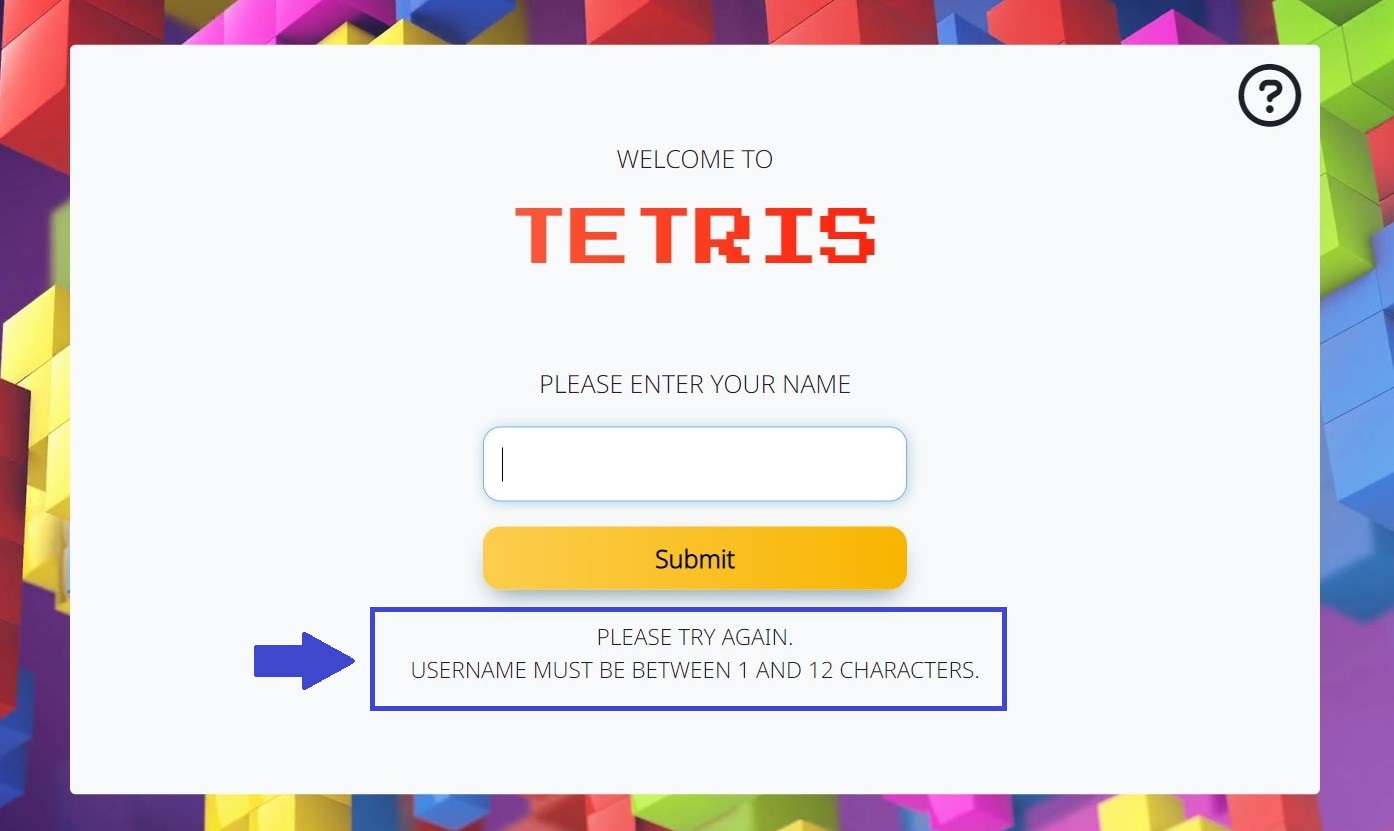 WELCOME TO
TETRIS
PLEASE ENTER YOUR NAME
Submit
PLEASE TRY AGAIN.
USERNAME MUST BE BETWEEN 1 AND 12 CHARACTERS.